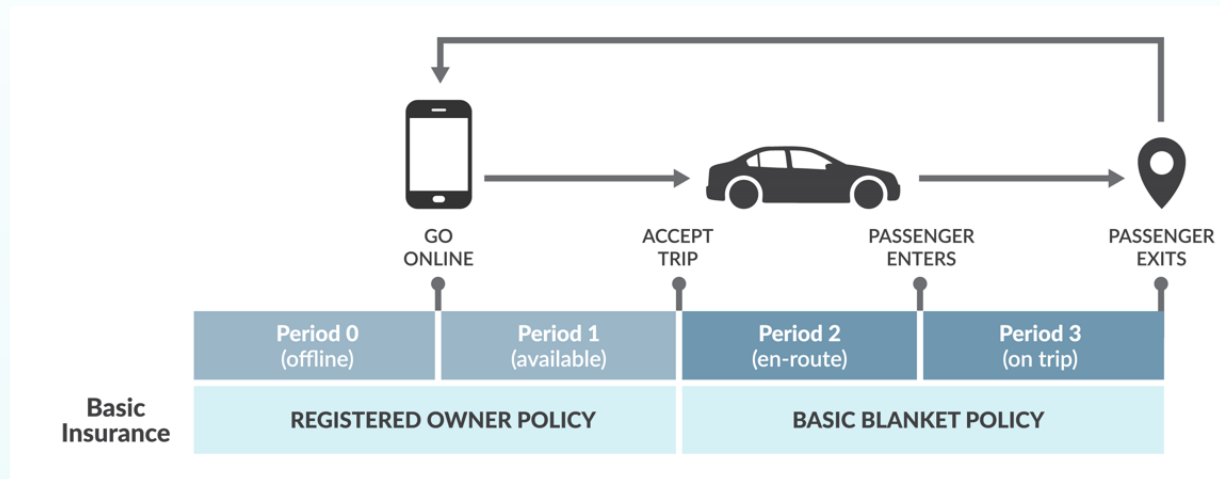 GO
ONLINE
ACCEPT
TRIP
PASSENGER
ENTERS
PASSENGER
EXITS
Period 0
(offline)
Period 1
(available)
Period 2
(en-route)
Period 3
(on trip)
Basic
Insurance
REGISTERED OWNER POLICY
BASIC BLANKET POLICY